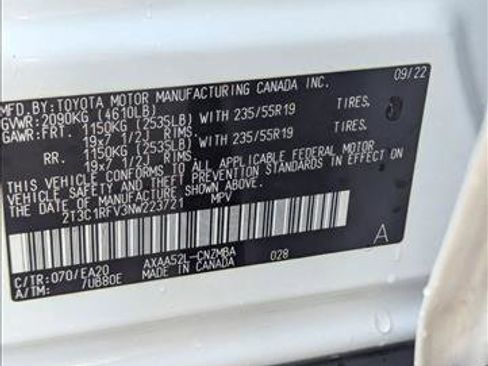 MFD. BY: TOYOTA MOTOR MANUFACTURING CANADA INC. 09/22
GVWR: 2090KG (4610LB)
GAWR: FRT. 1150KG (2535LB) WITH 235/55R19 TIRES.
19x7 1/2J RIMS.
RR. 1150KG (2535LB) WITH 235/55R19 TIRES.
19x7 1/2J RIMS.
THIS VEHICLE CONFORMS TO ALL APPLICABLE FEDERAL MOTOR
VEHICLE SAFETY AND THEFT PREVENTION STANDARDS IN EFFECT ON
THE DATE OF MANUFACTURE SHOWN ABOVE.
2T3C1RFV3NW223721 MPV
A
C/TR: 070/EA20 AXAA52L-CNZMBA 028
A/TM: 7U680E MADE IN CANADA